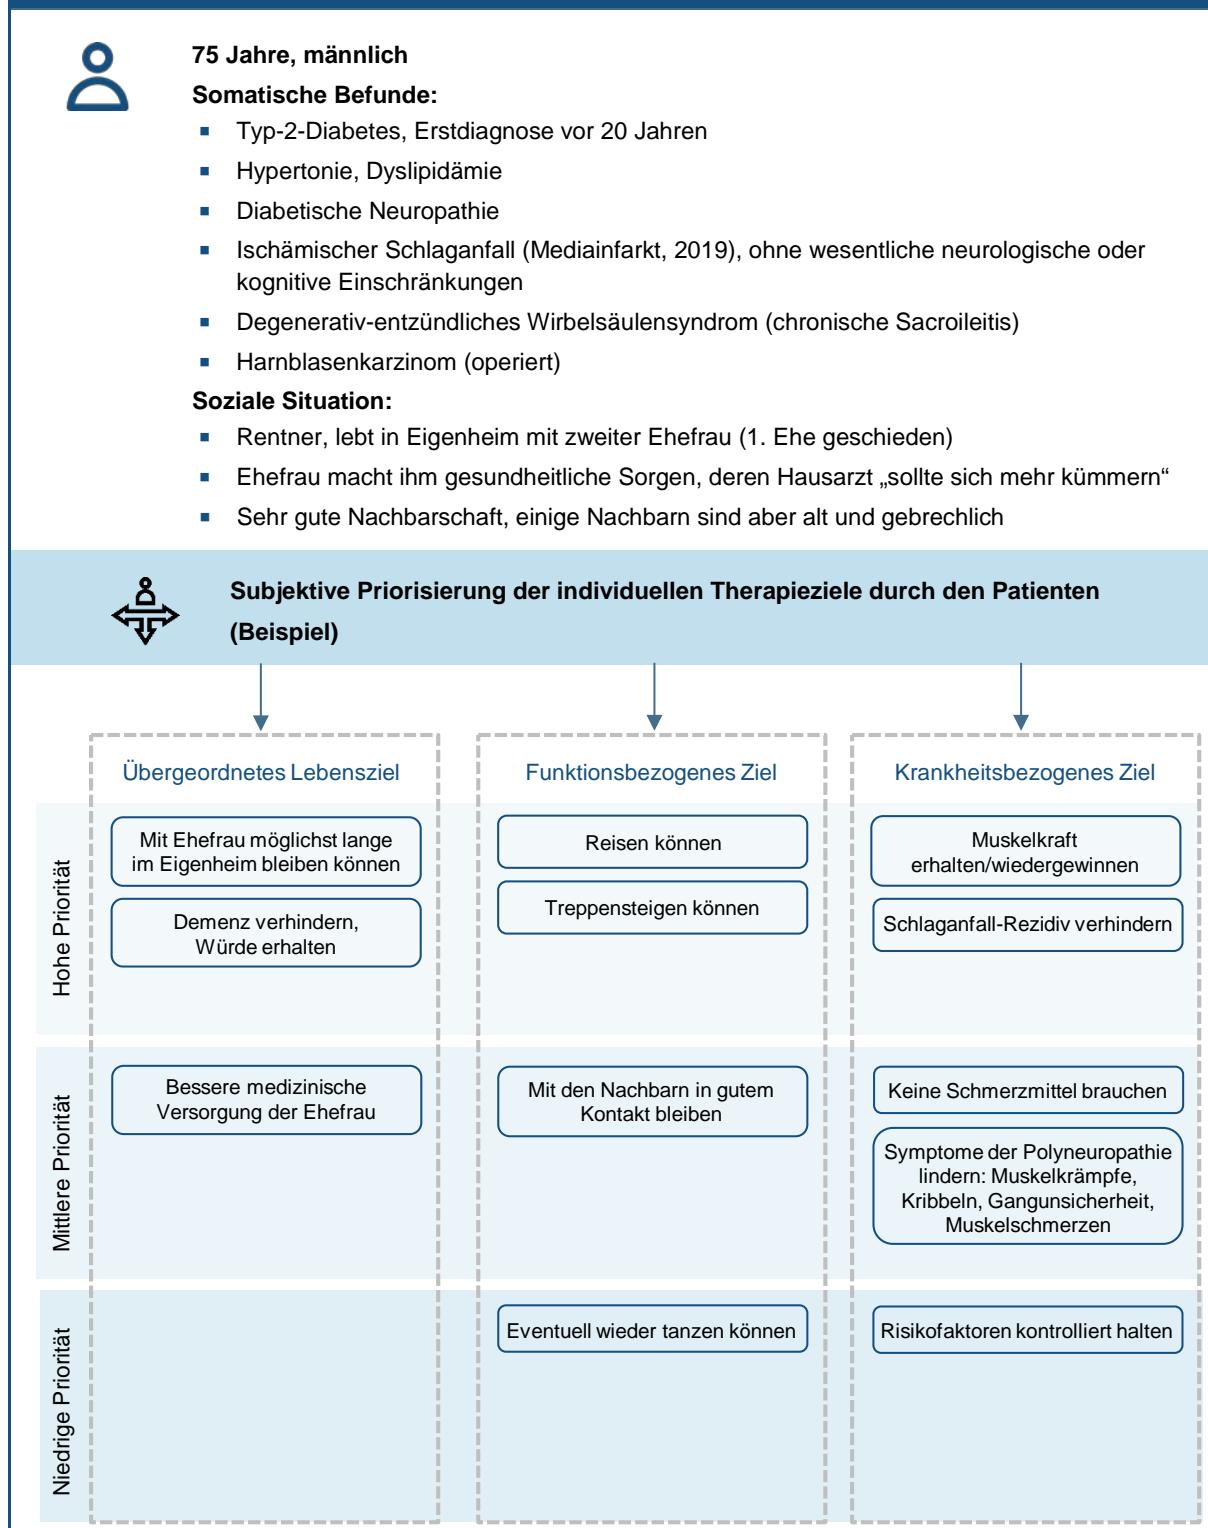 75 Jahre, männlich
Somatische Befunde:
▪ Typ-2-Diabetes, Erstdiagnose vor 20 Jahren
▪ Hypertonie, Dyslipidämie
▪ Diabetische Neuropathie
▪ Ischämischer Schlaganfall (Mediainfarkt, 2019), ohne wesentliche neurologische oder
kognitive Einschränkungen
▪ Degenerativ-entzündliches Wirbelsäulensyndrom (chronische Sacroileitis)
▪ Harnblasenkarzinom (operiert)
Soziale Situation:
▪ Rentner, lebt in Eigenheim mit zweiter Ehefrau (1. Ehe geschieden)
▪ Ehefrau macht ihm gesundheitliche Sorgen, deren Hausarzt „sollte sich mehr kümmern“
▪ Sehr gute Nachbarschaft, einige Nachbarn sind aber alt und gebrechlich
Subjektive Priorisierung der individuellen Therapieziele durch den Patienten
(Beispiel)
Übergeordnetes Lebensziel
Funktionsbezogenes Ziel
Krankheitsbezogenes Ziel
Hohe Priorität
Mit Ehefrau möglichst lange
im Eigenheim bleiben können
Demenz verhindern,
Würde erhalten
Reisen können
Treppensteigen können
Muskelkraft
erhalten/wiedergewinnen
Schlaganfall-Rezidiv verhindern
Mittlere Priorität
Bessere medizinische
Versorgung der Ehefrau
Mit den Nachbarn in gutem
Kontakt bleiben
Keine Schmerzmittel brauchen
Symptome der Polyneuropathie
lindern: Muskelkrämpfe,
Kribbeln, Gangunsicherheit,
Muskelschmerzen
Niedrige Priorität
Eventuell wieder tanzen können
Risikofaktoren kontrolliert halten